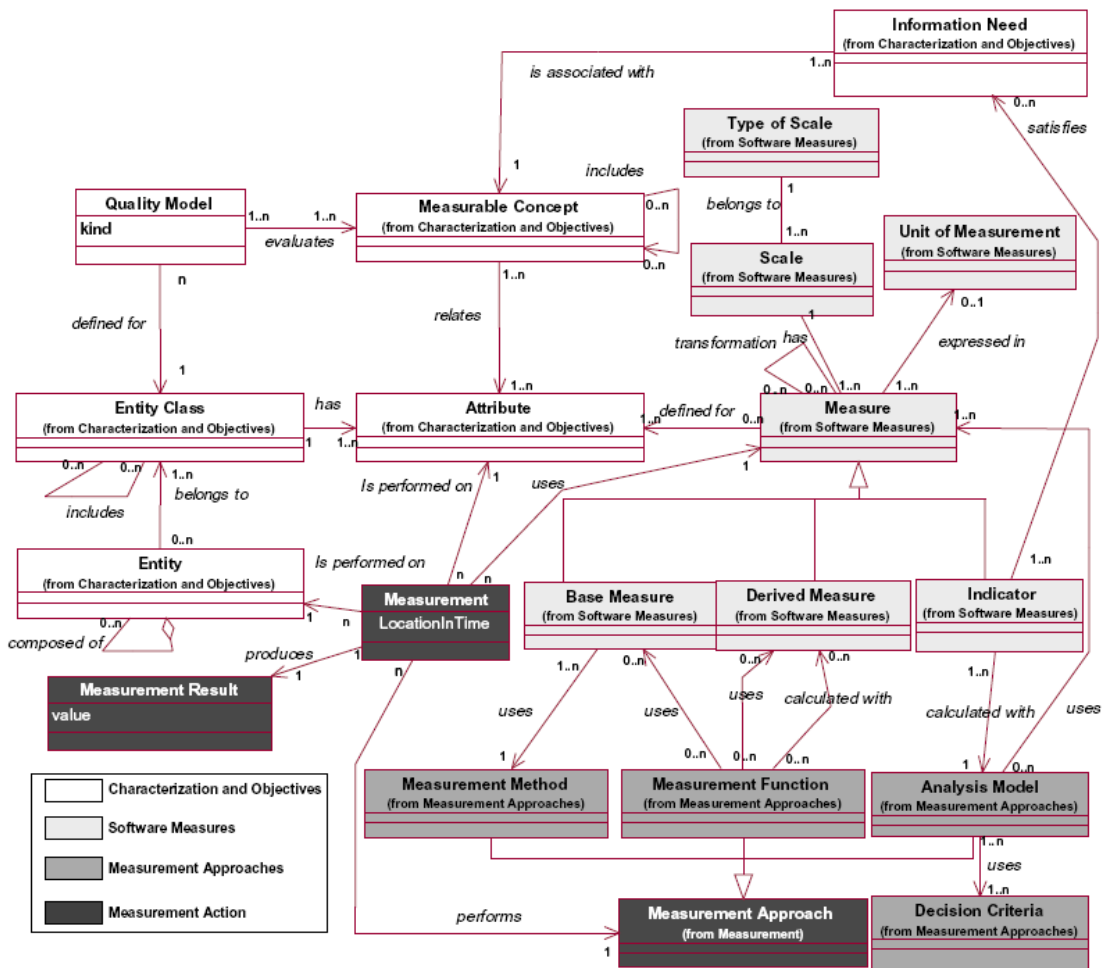 Information Need
(from Characterization and Objectives)
1..n
is associated with
0..n
satisfies
Type of Scale
(from Software Measures)
1
includes
1
belongs to
Quality Model
kind
1..n
1..n
evaluates
Measurable Concept
(from Characterization and Objectives)
0..n
0..n
1..n
Unit of Measurement
(from Software Measures)
0..1
Scale
(from Software Measures)
1
n
defined for
1
1..n
relates
1..n
transformation
has
expressed in
0..n
0..n
1..n
1..n
Entity Class
(from Characterization and Objectives)
has
1
1..n
Attribute
(from Characterization and Objectives)
1..n
defined for
0..n
Measure
(from Software Measures)
1..n
1
0..n
0..n
1..n
includes
belongs to
0..n
Is performed on
1
uses
1
Entity
(from Characterization and Objectives)
0..n
composed of
Is performed on
1
n
n
n
Measurement
LocationInTime
1
n
produces
1
Measurement Result
value
Base Measure
(from Software Measures)
1..n
0..n
Derived Measure
(from Software Measures)
0..n
0..n
1..n
Indicator
(from Software Measures)
1..n
uses
uses
uses
calculated with
calculated with
uses
1
0..n
0..n
0..n
1
0..n
Measurement Method
(from Measurement Approaches)
Measurement Function
(from Measurement Approaches)
Analysis Model
(from Measurement Approaches)
1..n
uses
1..n
Characterization and Objectives
Software Measures
Measurement Approaches
Measurement Action
performs
1
Measurement Approach
(from Measurement)
Decision Criteria
(from Measurement Approaches)